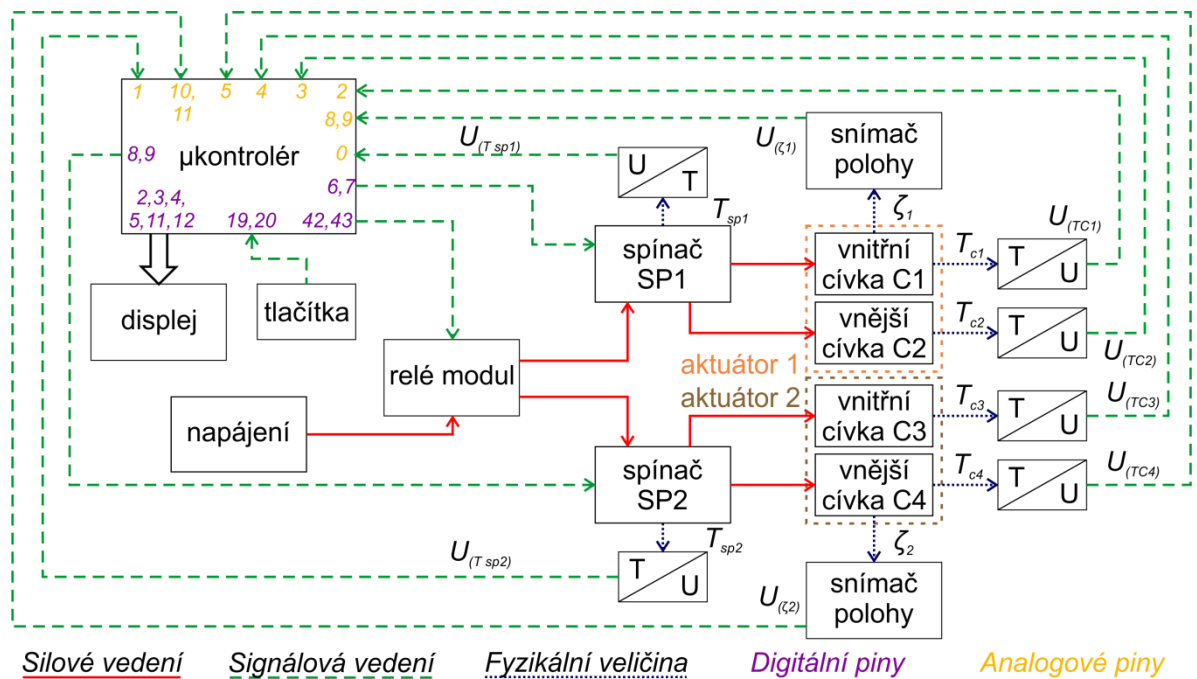 1
10,
11
5
4
3
2
8,9
µkontrolér
0
8,9
6,7
2,3,4,
5,11,12
19,20
42,43
displej
tlačítka
relé modul
napájení
U(T sp1)
U
T
Tsp1
spínač
SP1
U(ζ1)
snímač
polohy
ζ1
vnitřní
cívka C1
Tc1
T
U
U(TC1)
vnější
cívka C2
Tc2
T
U
U(TC2)
aktuátor 1
aktuátor 2
vnitřní
cívka C3
Tc3
T
U
U(TC3)
spínač
SP2
vnější
cívka C4
Tc4
T
U
U(TC4)
Tsp2
T
U
U(T sp2)
ζ2
snímač
polohy
U(ζ2)
Silové vedení
Signálová vedení
Fyzikální veličina
Digitální piny
Analogové piny